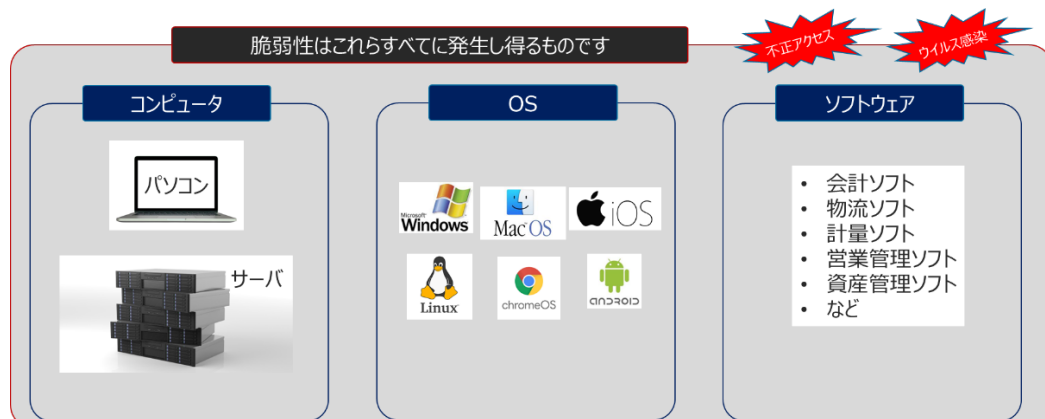 脆弱性はこれらすべてに発生し得るものです
不正アクセス
ウイルス感染
コンピュータ
パソコン
サーバ
OS
Microsoft
Windows
Mac OS
iOS
Linux
chromeOS
ANDROID
ソフトウェア
• 会計ソフト
• 物流ソフト
• 計量ソフト
• 営業管理ソフト
• 資産管理ソフト
• など